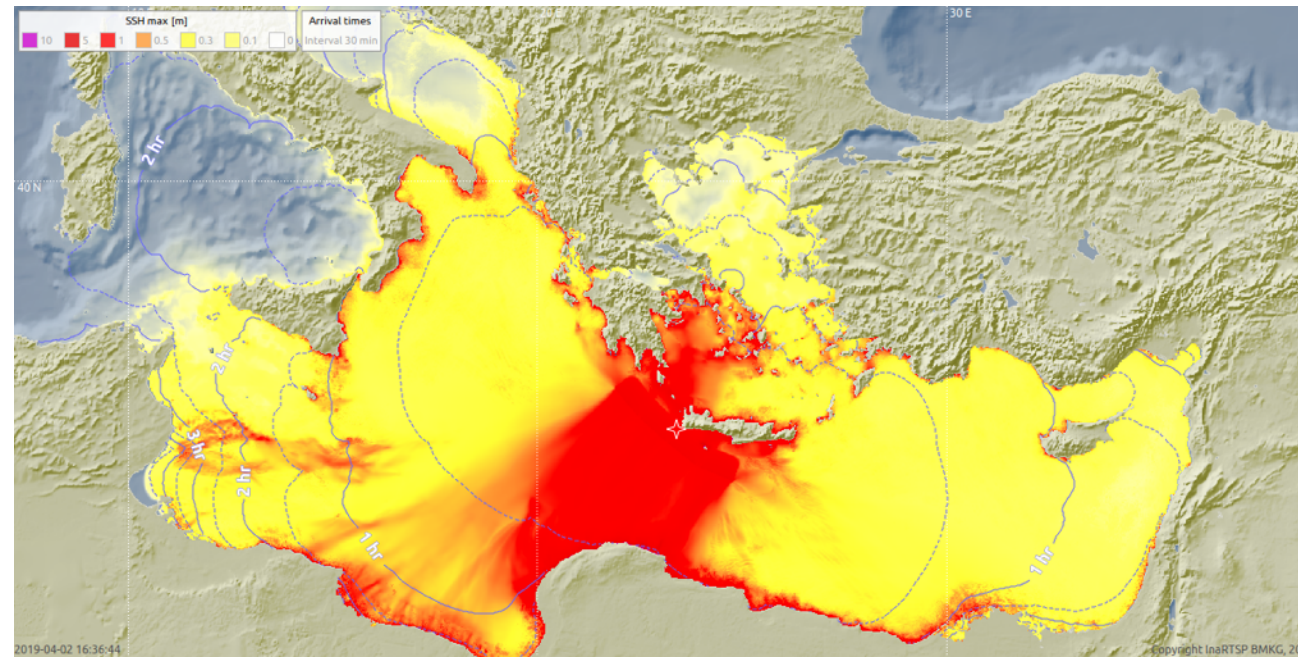 SSH max [m]
10 5 1 0.5 0.3 0.1 0
Arrival times
Interval 30 min
30 E
40 N
2 hr
2 hr
3 hr
2 hr
1 hr
1 hr
2019-04-02 16:36:44
Copyright InaRTSP BMKG, 20